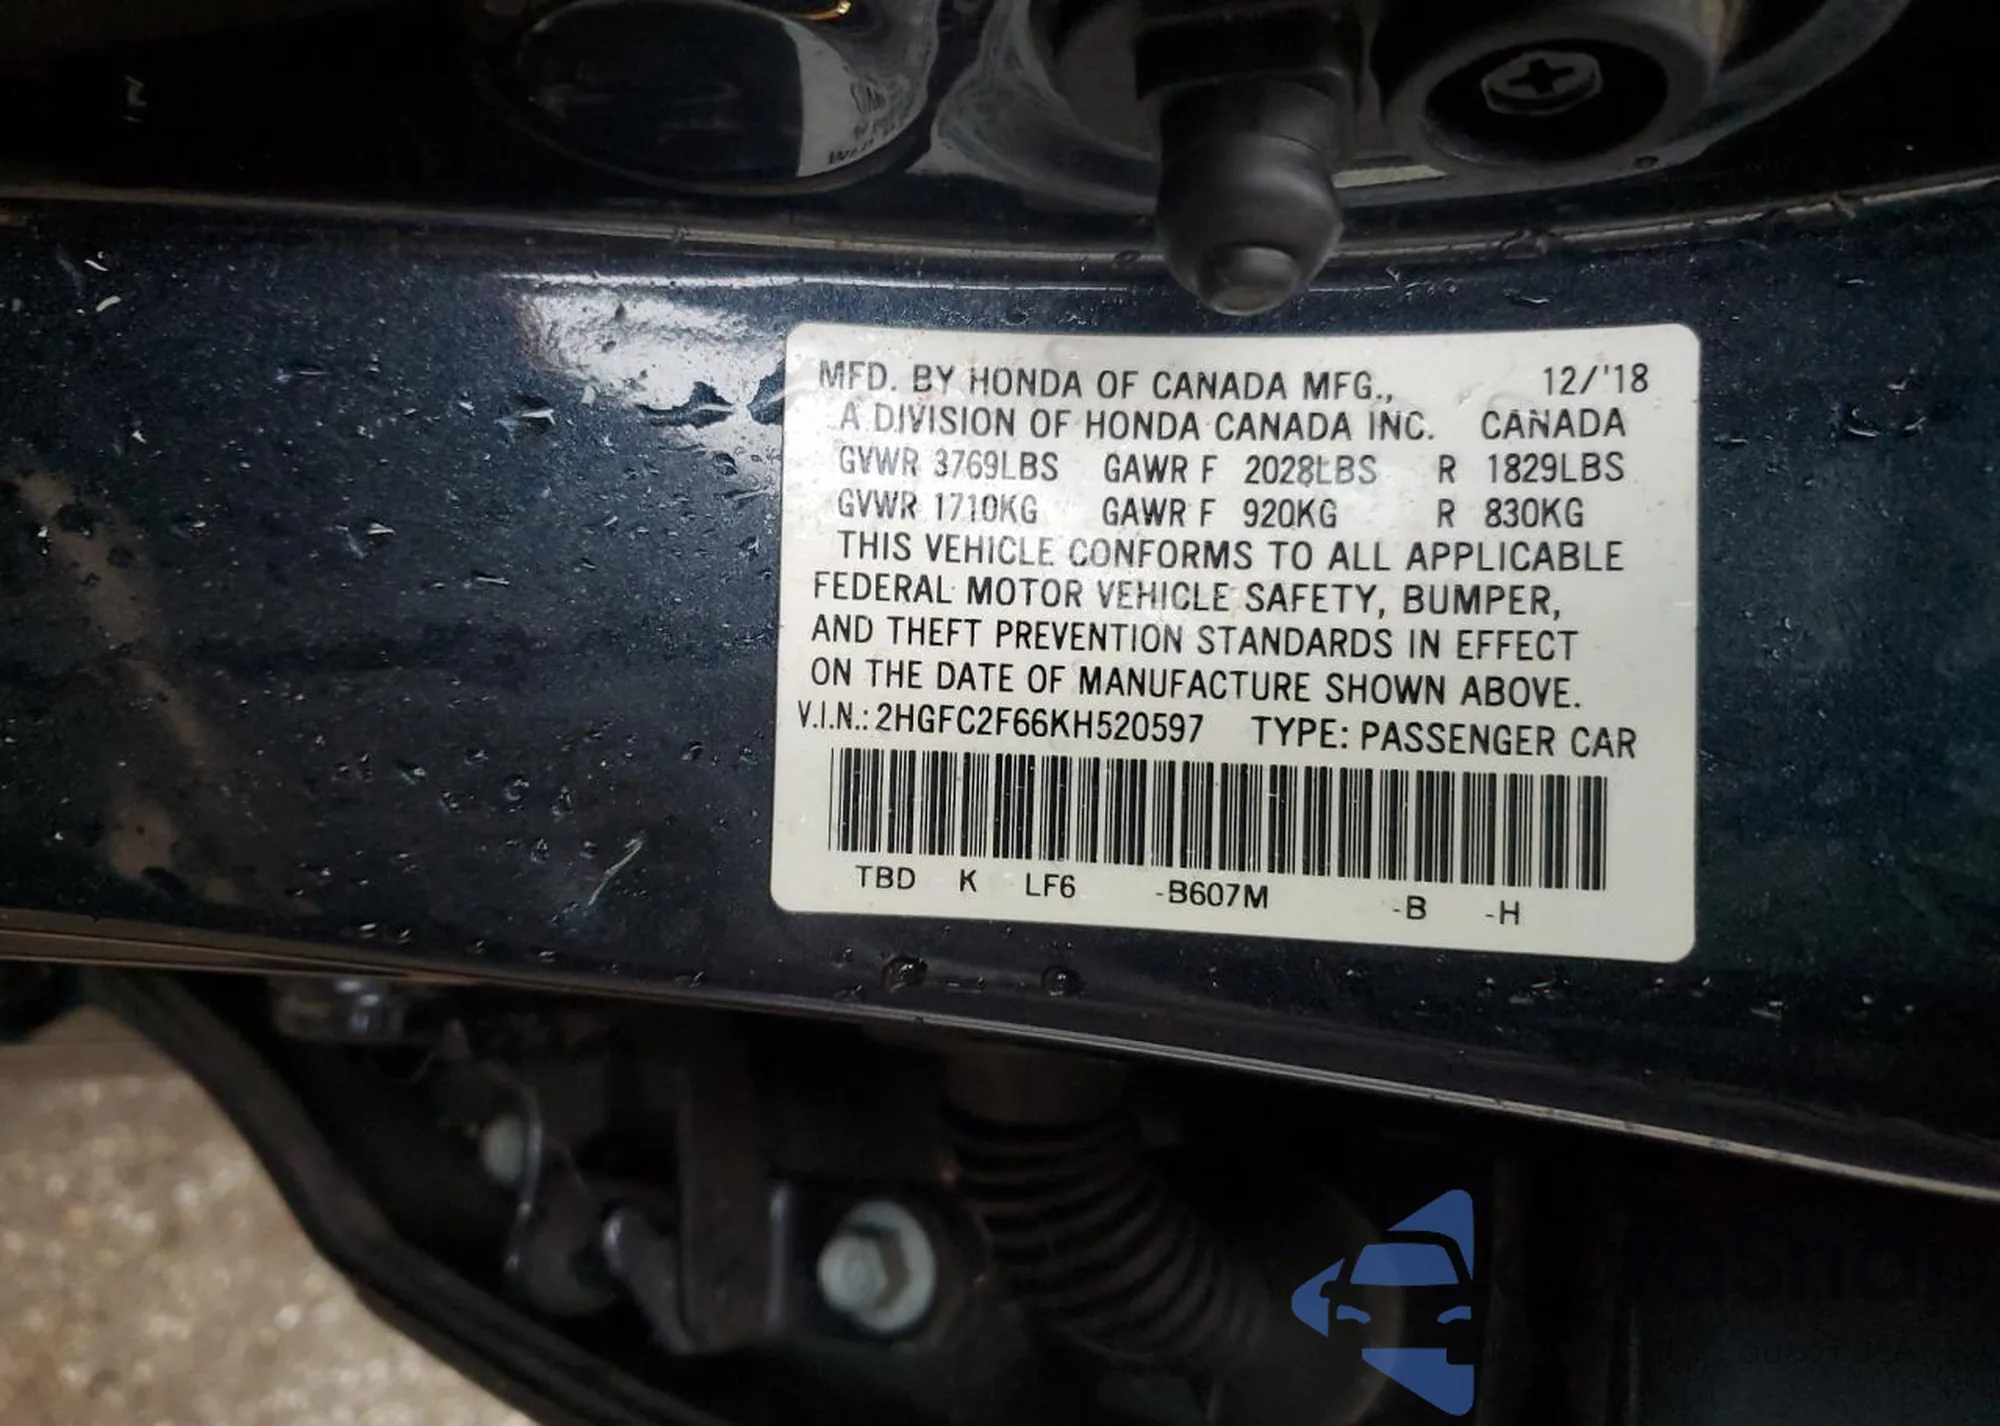 MFD. BY HONDA OF CANADA MFG., 12/'18
A DIVISION OF HONDA CANADA INC. CANADA
GVWR 3769LBS GAWR F 2028LBS R 1829LBS
GVWR 1710KG GAWR F 920KG R 830KG
THIS VEHICLE CONFORMS TO ALL APPLICABLE
FEDERAL MOTOR VEHICLE SAFETY, BUMPER,
AND THEFT PREVENTION STANDARDS IN EFFECT
ON THE DATE OF MANUFACTURE SHOWN ABOVE.
V.I.N.: 2HGFC2F66KH520597 TYPE: PASSENGER CAR
TBD K LF6 -B607M -B -H